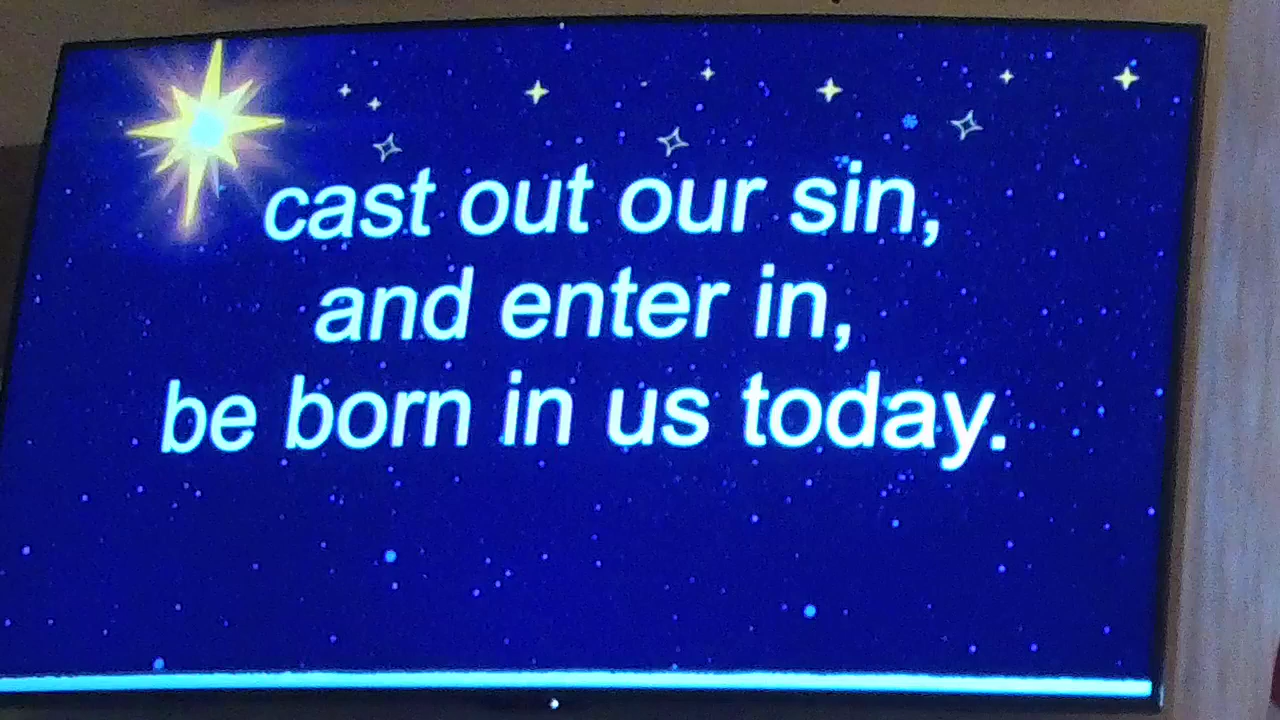 cast out our sin,
and enter in,
be born in us today.